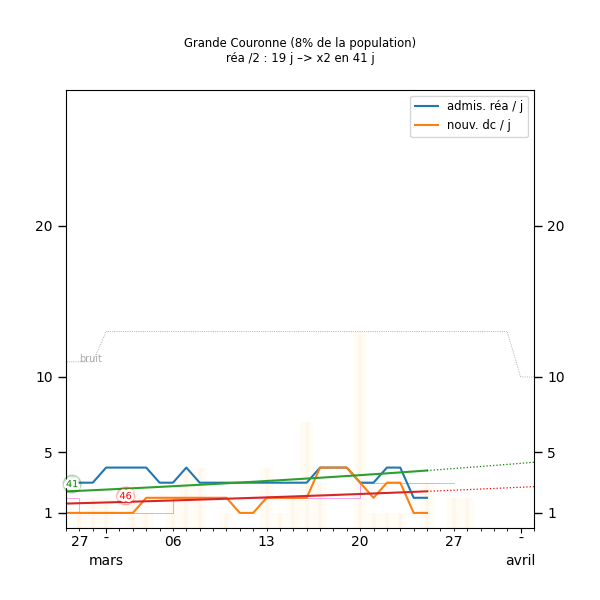 Grande Couronne (8% de la population)
réa /2 : 19 j –> x2 en 41 j
admis. réa / j
nouv. dc / j
20 20
bruit
10 10
5 5
41
46
1 1
27 - 06 13 20 27 -
mars avril